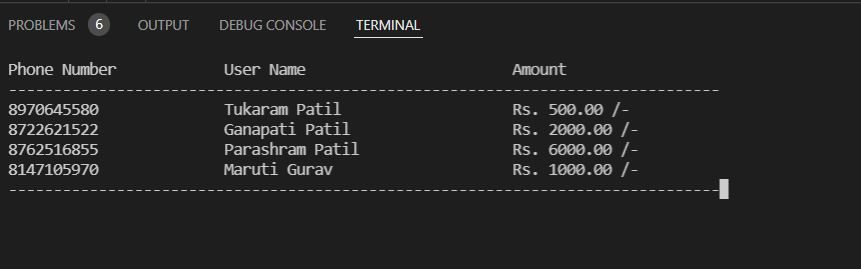 PROBLEMS 6 OUTPUT DEBUG CONSOLE TERMINAL
Phone Number User Name Amount
-------------------------------------------------------------------------------
8970645580 Tukaram Patil Rs. 500.00 /-
8722621522 Ganapati Patil Rs. 2000.00 /-
8762516855 Parashram Patil Rs. 6000.00 /-
8147105970 Maruti Gurav Rs. 1000.00 /-
-------------------------------------------------------------------------------